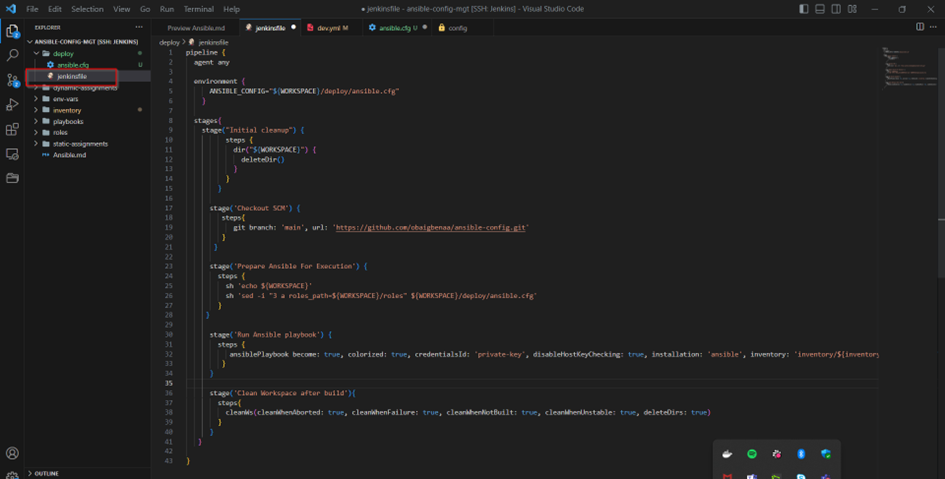 File Edit Selection View Go Run Terminal Help
● jenkinsfile - ansible-config-mgt [SSH: Jenkins] - Visual Studio Code
EXPLORER
ANSIBLE-CONFIG-MGT [SSH: JENKINS]
deploy
ansible.cfg U
jenkinsfile
dynamic-assignments
env-vars
inventory
playbooks
roles
static-assignments
Ansible.md
OUTLINE
Preview Ansible.md jenkinsfile dev.yml M ansible.cfg U config
deploy > jenkinsfile
1 pipeline {
2 agent any
3
4 environment {
5 ANSIBLE_CONFIG="${WORKSPACE}/deploy/ansible.cfg"
6 }
7
8 stages{
9 stage("Initial cleanup") {
10 steps {
11 dir("${WORKSPACE}") {
12 deleteDir()
13 }
14 }
15 }
16
17 stage('Checkout SCM') {
18 steps{
19 git branch: 'main', url: 'https://github.com/obaigbenaa/ansible-config.git'
20 }
21 }
22
23 stage('Prepare Ansible For Execution') {
24 steps {
25 sh 'echo ${WORKSPACE}'
26 sh 'sed -i "3 a roles_path=${WORKSPACE}/roles" ${WORKSPACE}/deploy/ansible.cfg'
27 }
28 }
29
30 stage('Run Ansible playbook') {
31 steps {
32 ansiblePlaybook become: true, colorized: true, credentialsId: 'private-key', disableHostKeyChecking: true, installation: 'ansible', inventory: 'inventory/${inventory
33 }
34 }
35
36 stage('Clean Workspace after build'){
37 steps{
38 cleanWs(cleanWhenAborted: true, cleanWhenFailure: true, cleanWhenNotBuilt: true, cleanWhenUnstable: true, deleteDirs: true)
39 }
40 }
41 }
42
43 }